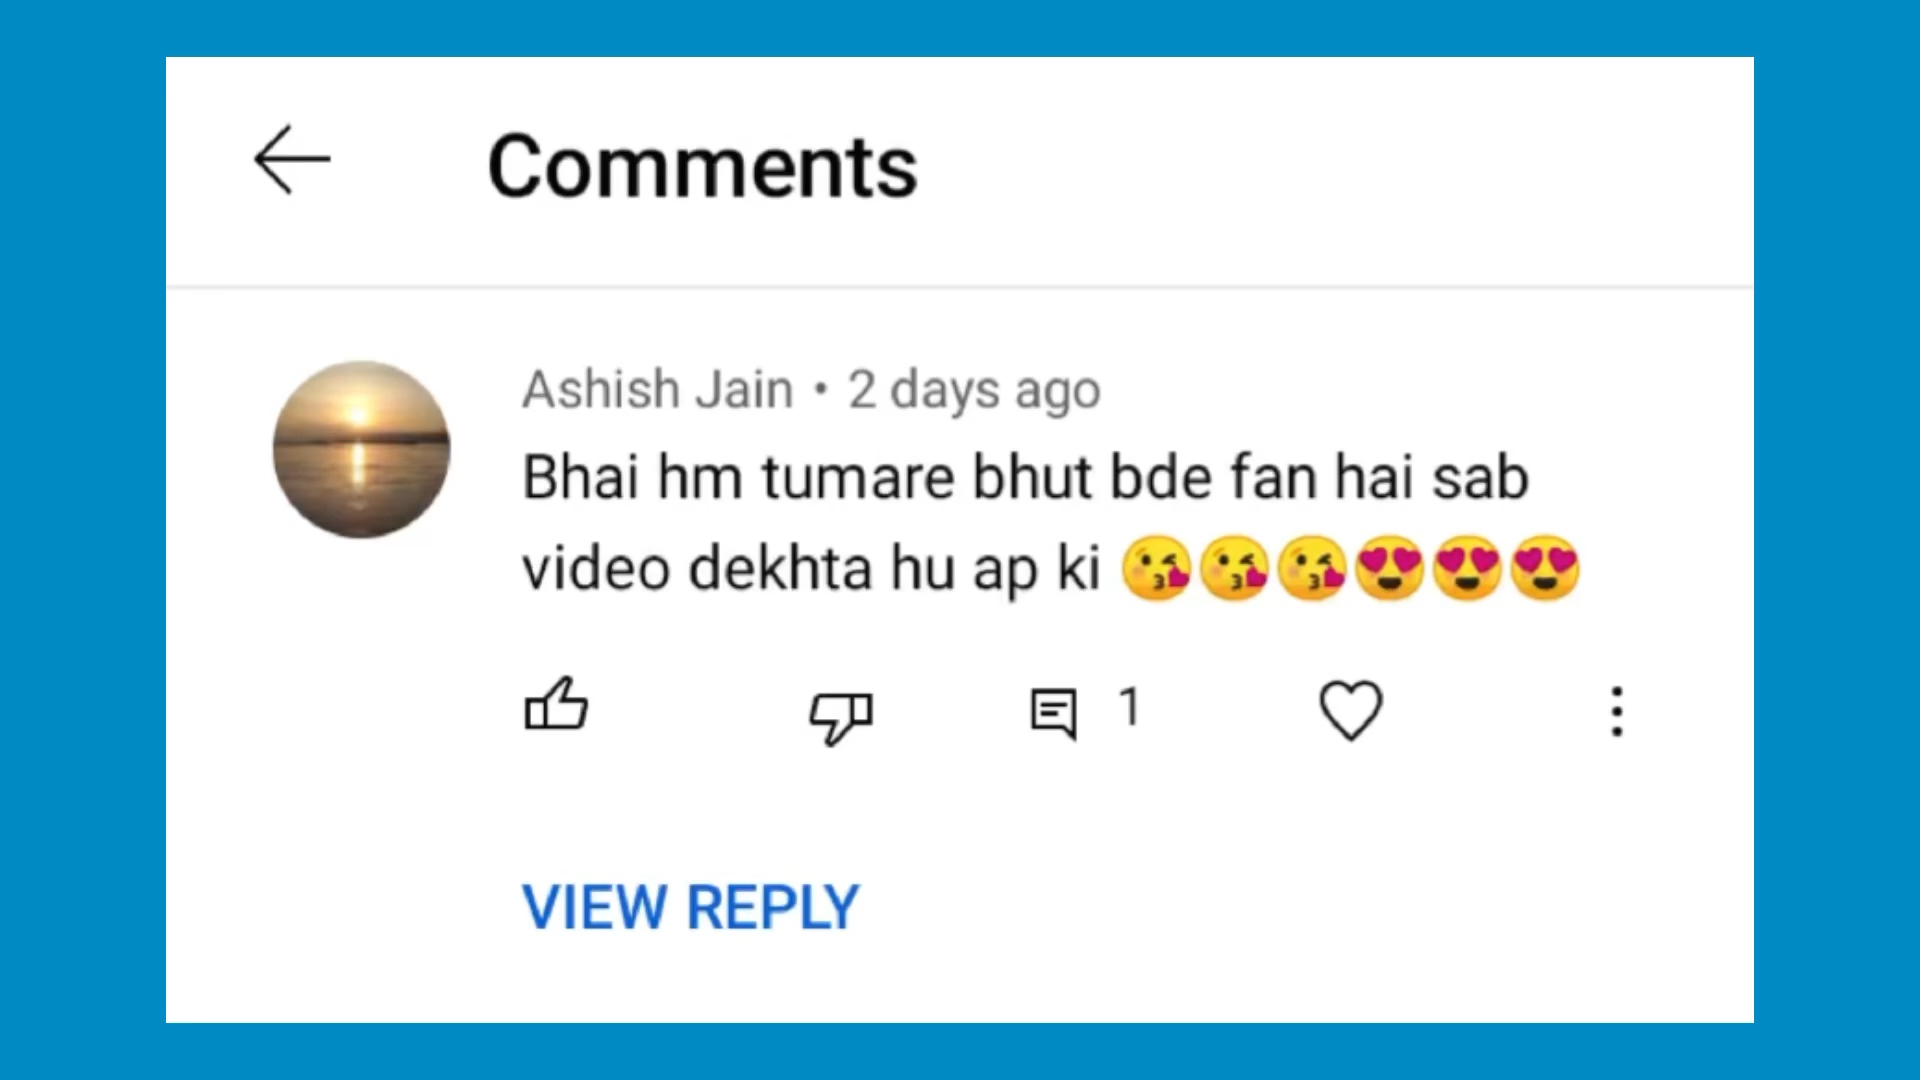 Comments
Ashish Jain • 2 days ago
Bhai hm tumare bhut bde fan hai sab
video dekhta hu ap ki 😘😘😘😍😍😍
1
VIEW REPLY